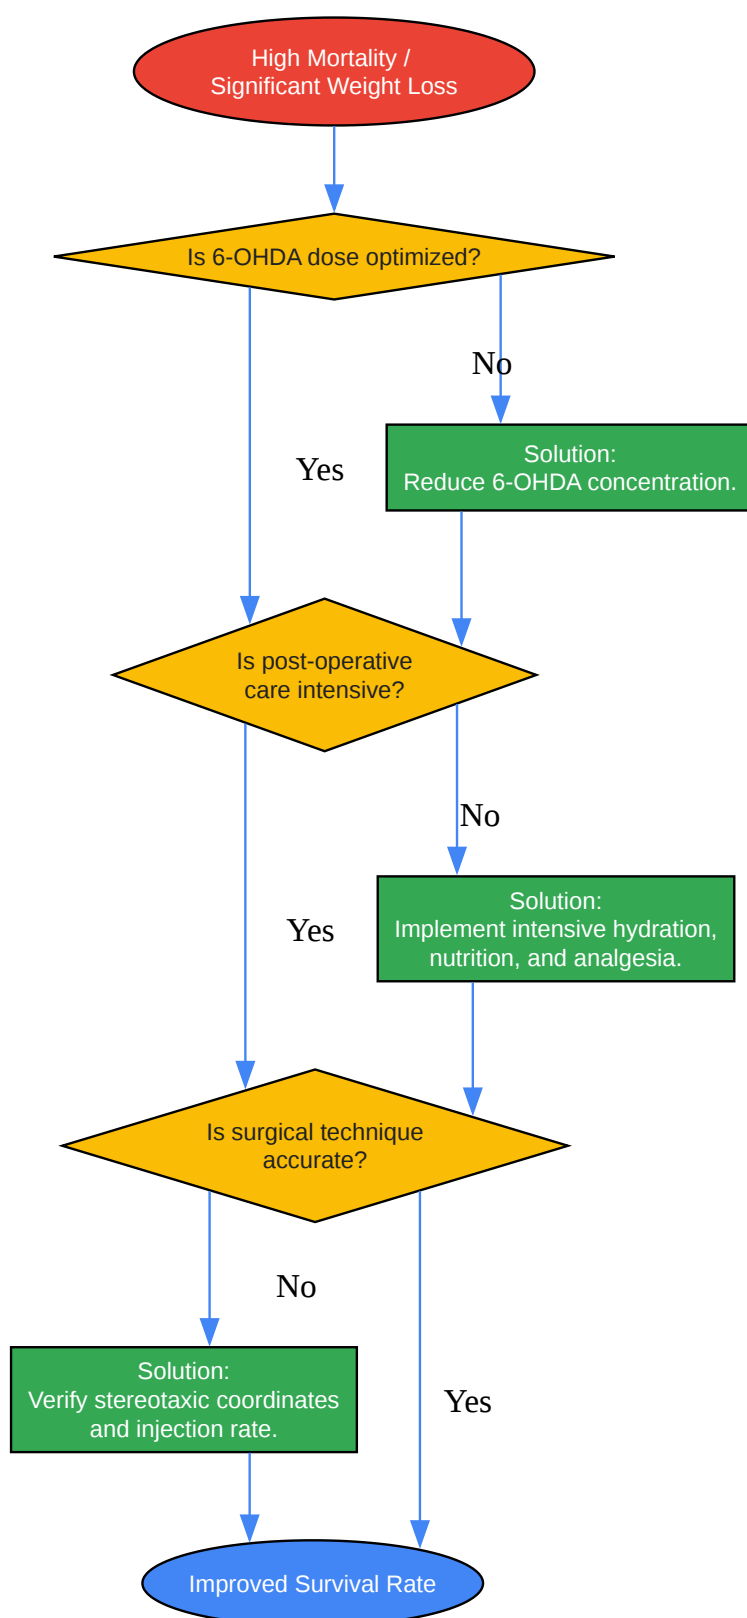 High Mortality /
Significant Weight Loss
Is 6-OHDA dose optimized?
No
Solution:
Reduce 6-OHDA concentration.
Yes
Is post-operative
care intensive?
No
Solution:
Implement intensive hydration,
nutrition, and analgesia.
Yes
Is surgical technique
accurate?
No
Solution:
Verify stereotaxic coordinates
and injection rate.
Yes
Improved Survival Rate